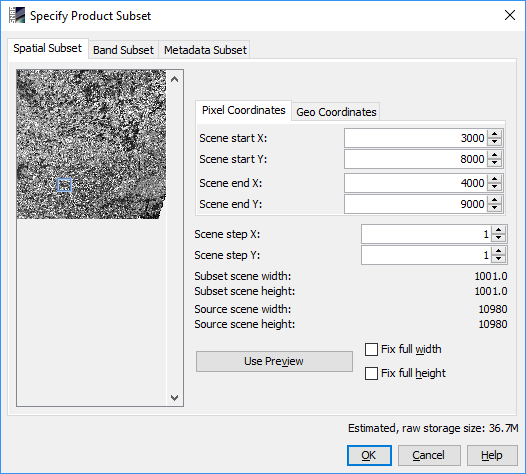 Specify Product Subset
Spatial Subset Band Subset Metadata Subset
Pixel Coordinates Geo Coordinates
Scene start X: 3000
Scene start Y: 8000
Scene end X: 4000
Scene end Y: 9000
Scene step X: 1
Scene step Y: 1
Subset scene width: 1001.0
Subset scene height: 1001.0
Source scene width: 10980
Source scene height: 10980
Use Preview
Fix full width
Fix full height
Estimated, raw storage size: 36.7M
OK Cancel Help